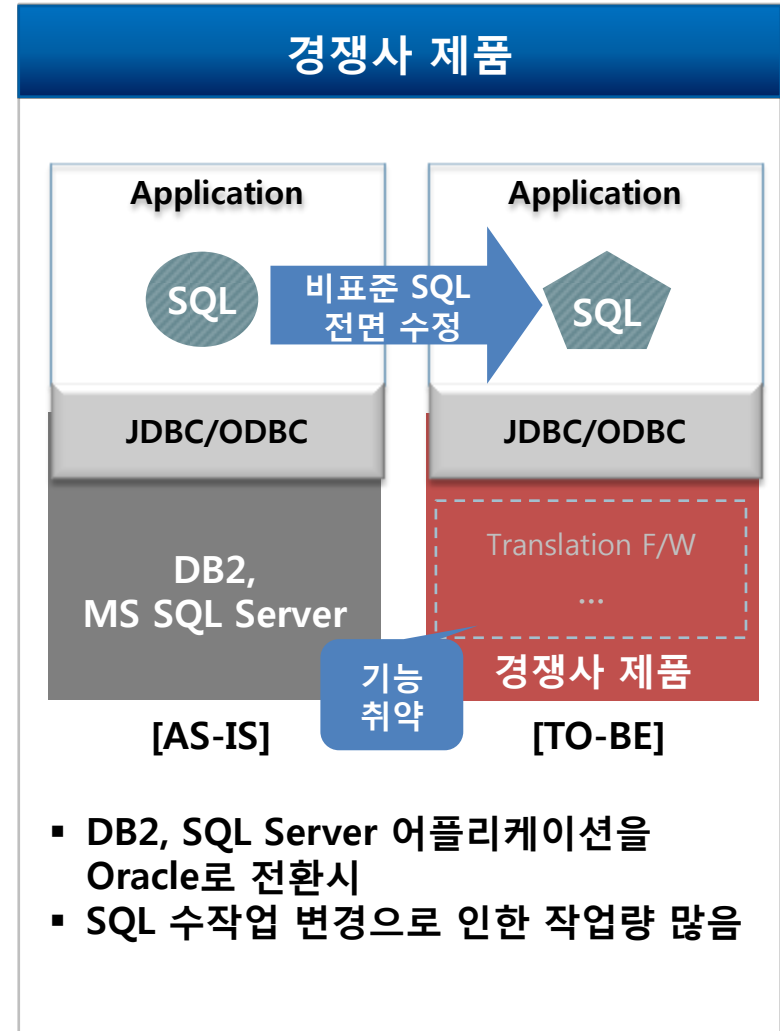 경쟁사 제품
Application
SQL
비표준 SQL
전면 수정
Application
SQL
JDBC/ODBC
JDBC/ODBC
DB2,
MS SQL Server
Translation F/W
...
경쟁사 제품
기능
취약
[AS-IS]
[TO-BE]
▪ DB2, SQL Server 어플리케이션을
Oracle로 전환시
▪ SQL 수작업 변경으로 인한 작업량 많음